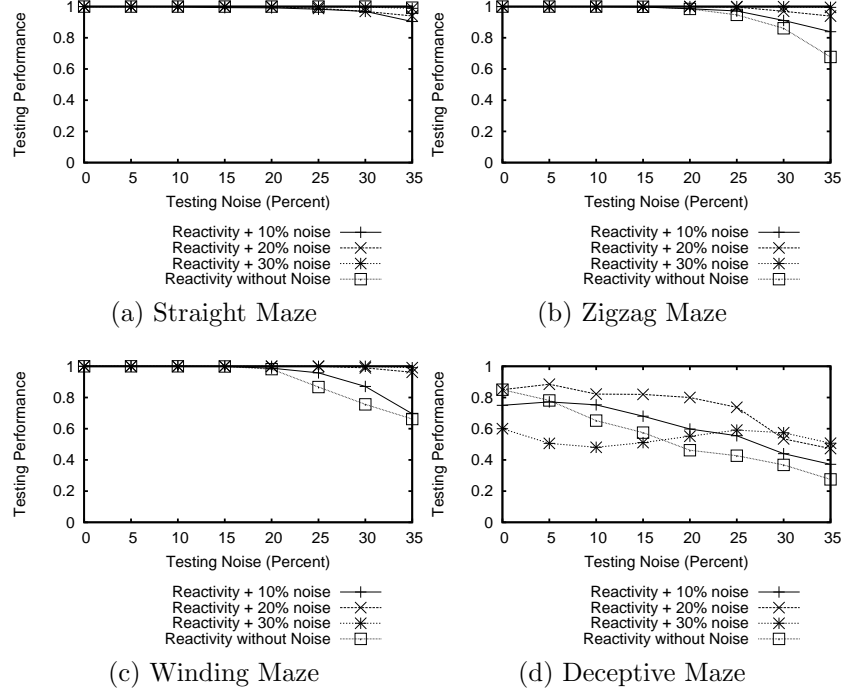 1
0.8
0.6
0.4
0.2
0
Testing Performance
0 5 10 15 20 25 30 35
Testing Noise (Percent)
Reactivity + 10% noise
Reactivity + 20% noise
Reactivity + 30% noise
Reactivity without Noise
(a) Straight Maze
1
0.8
0.6
0.4
0.2
0
Testing Performance
0 5 10 15 20 25 30 35
Testing Noise (Percent)
Reactivity + 10% noise
Reactivity + 20% noise
Reactivity + 30% noise
Reactivity without Noise
(b) Zigzag Maze
1
0.8
0.6
0.4
0.2
0
Testing Performance
0 5 10 15 20 25 30 35
Testing Noise (Percent)
Reactivity + 10% noise
Reactivity + 20% noise
Reactivity + 30% noise
Reactivity without Noise
(c) Winding Maze
1
0.8
0.6
0.4
0.2
0
Testing Performance
0 5 10 15 20 25 30 35
Testing Noise (Percent)
Reactivity + 10% noise
Reactivity + 20% noise
Reactivity + 30% noise
Reactivity without Noise
(d) Deceptive Maze